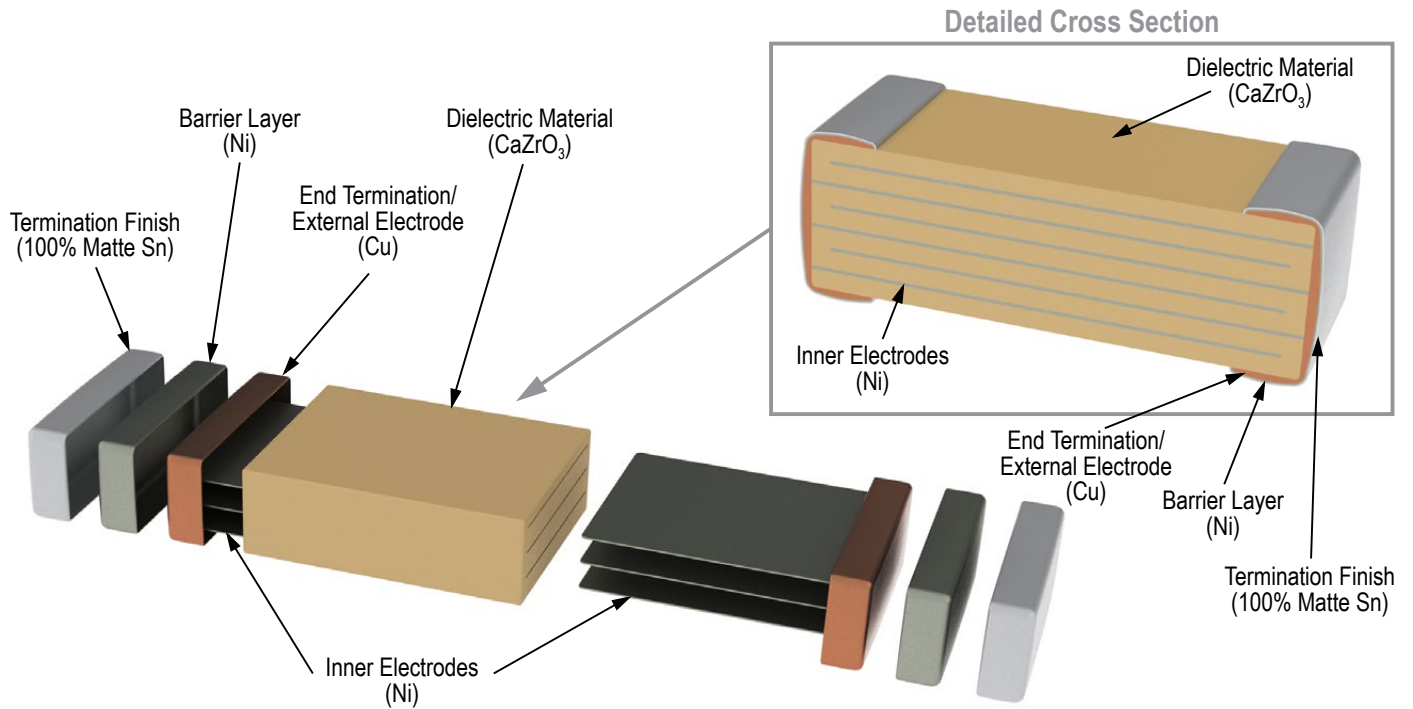 Detailed Cross Section
Dielectric Material
(CaZrO₃)
Barrier Layer
(Ni)
Dielectric Material
(CaZrO₃)
End Termination/
External Electrode
(Cu)
Termination Finish
(100% Matte Sn)
Inner Electrodes
(Ni)
End Termination/
External Electrode
(Cu)
Barrier Layer
(Ni)
Termination Finish
(100% Matte Sn)
Inner Electrodes
(Ni)